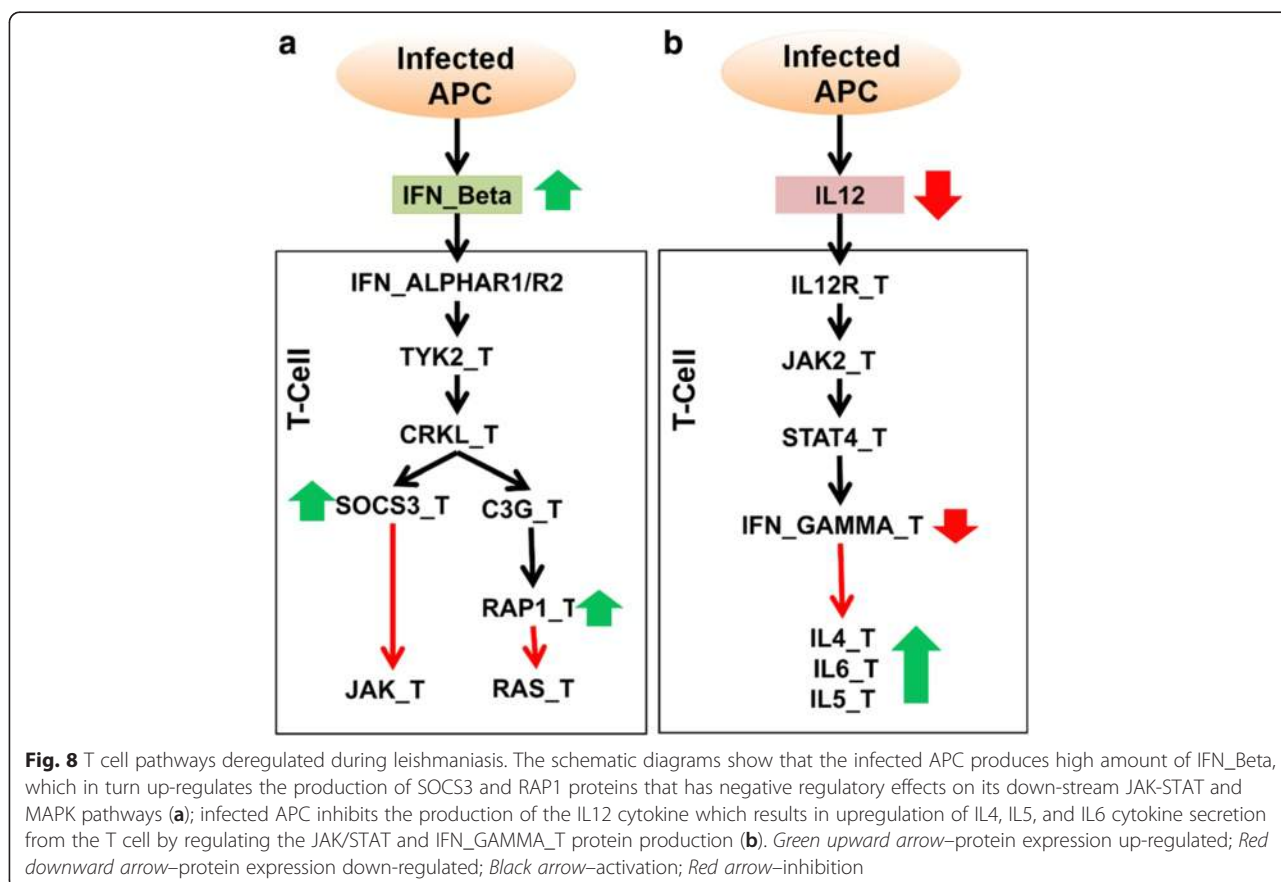 a
Infected
APC
IFN_Beta
T-Cell
IFN_ALPHAR1/R2
TYK2_T
CRKL_T
SOCS3_T
C3G_T
RAP1_T
JAK_T
RAS_T
b
Infected
APC
IL12
T-Cell
IL12R_T
JAK2_T
STAT4_T
IFN_GAMMA_T
IL4_T
IL6_T
IL5_T
Fig. 8 T cell pathways deregulated during leishmaniasis. The schematic diagrams show that the infected APC produces high amount of IFN_Beta,
which in turn up-regulates the production of SOCS3 and RAP1 proteins that has negative regulatory effects on its down-stream JAK-STAT and
MAPK pathways (a); infected APC inhibits the production of the IL12 cytokine which results in upregulation of IL4, IL5, and IL6 cytokine secretion
from the T cell by regulating the JAK/STAT and IFN_GAMMA_T protein production (b). Green upward arrow–protein expression up-regulated; Red
downward arrow–protein expression down-regulated; Black arrow–activation; Red arrow–inhibition